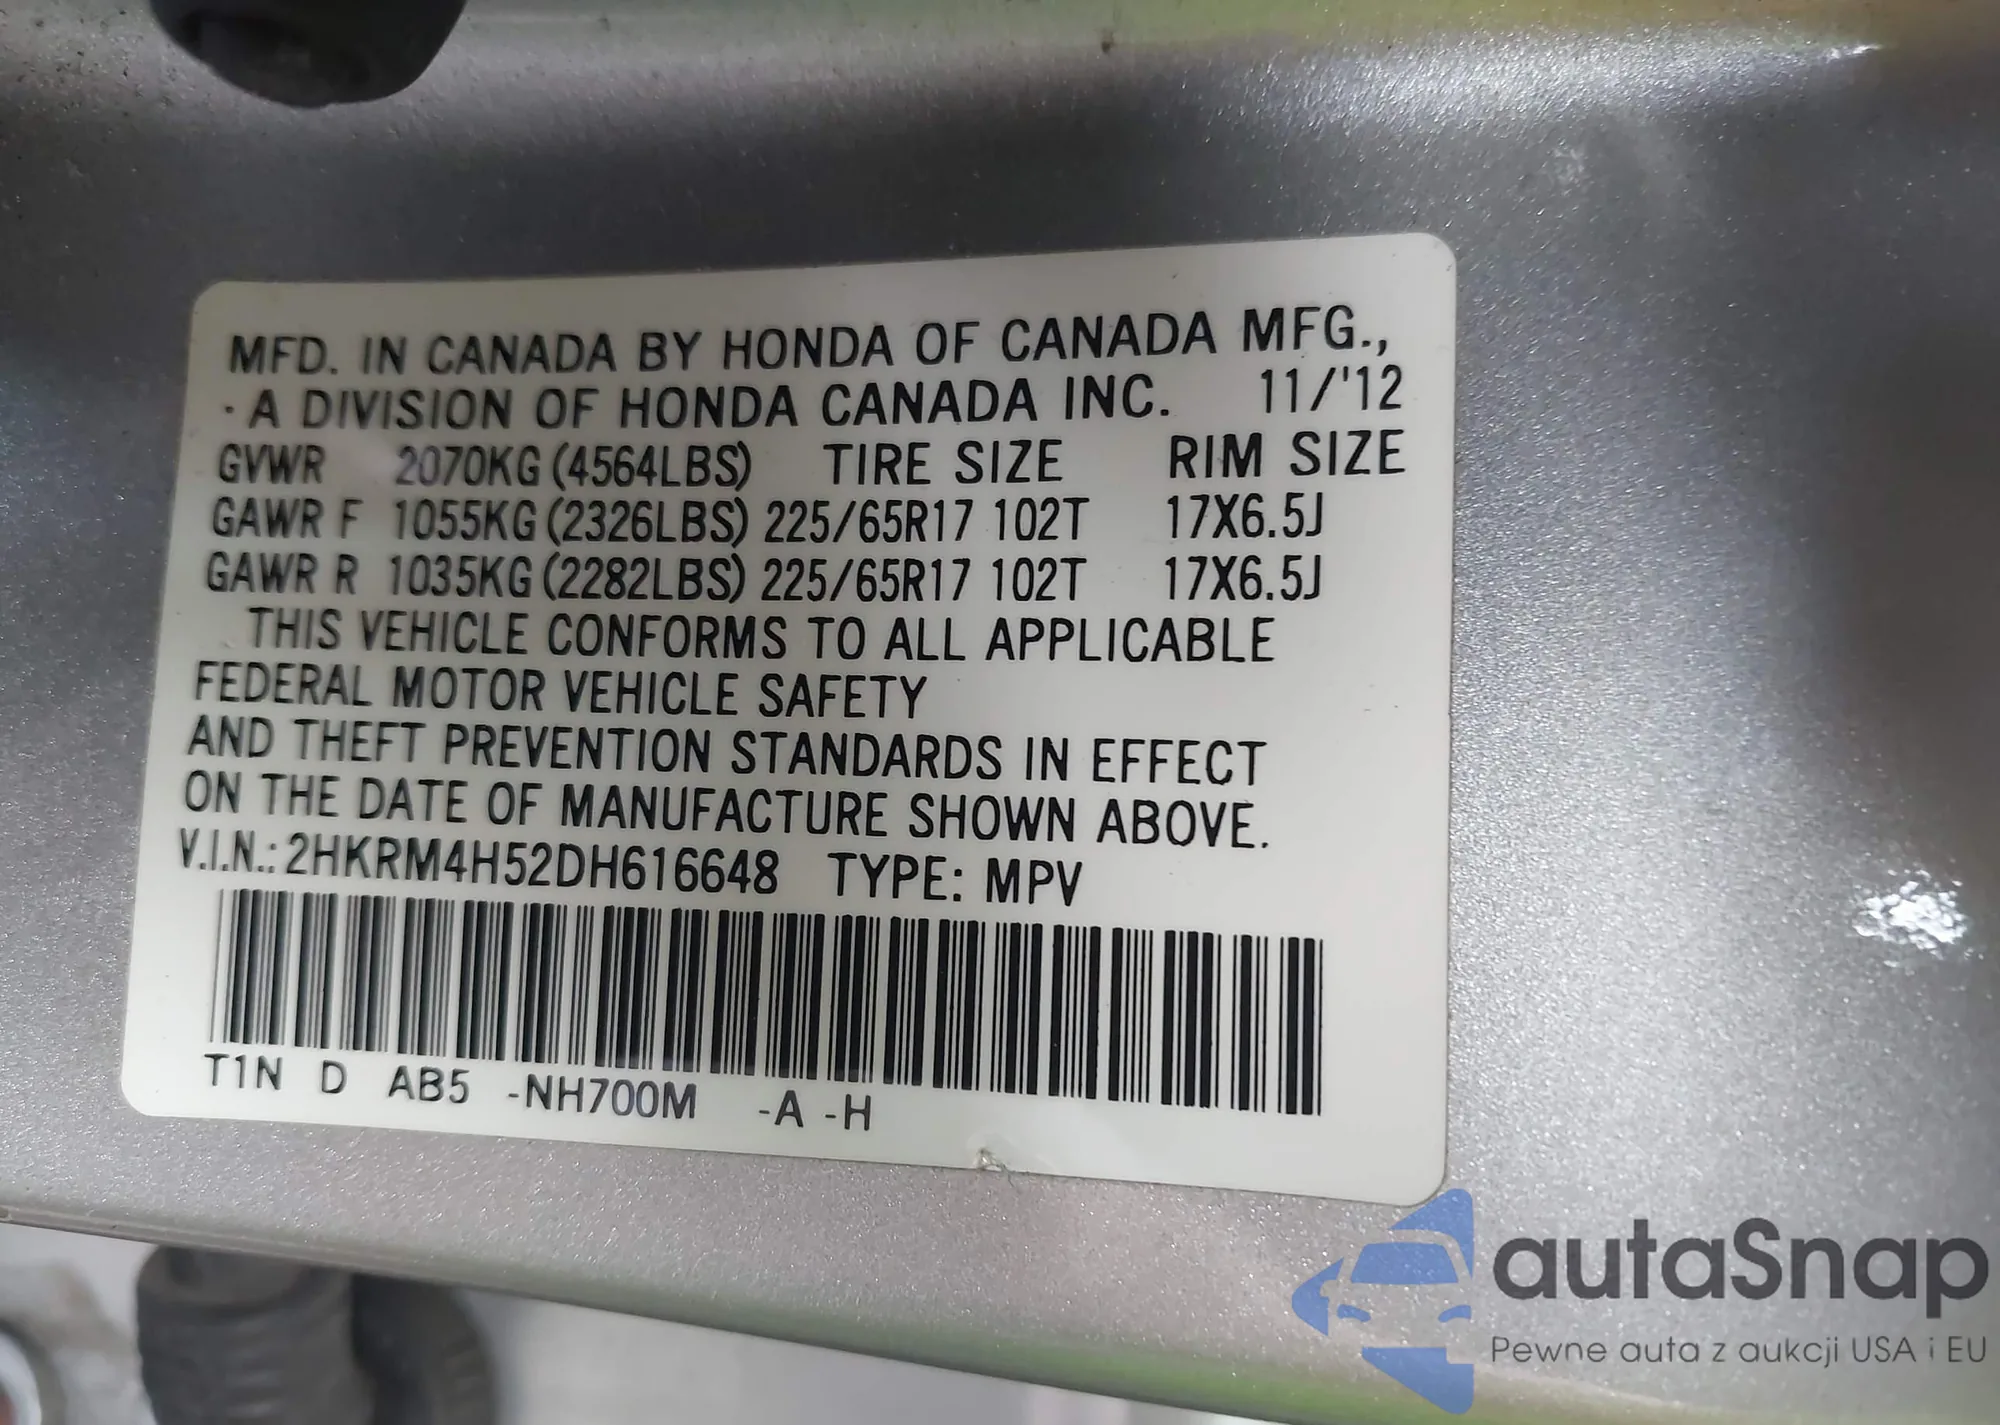 MFD. IN CANADA BY HONDA OF CANADA MFG.,
· A DIVISION OF HONDA CANADA INC. 11/'12
GVWR 2070KG (4564LBS) TIRE SIZE RIM SIZE
GAWR F 1055KG (2326LBS) 225/65R17 102T 17X6.5J
GAWR R 1035KG (2282LBS) 225/65R17 102T 17X6.5J
THIS VEHICLE CONFORMS TO ALL APPLICABLE
FEDERAL MOTOR VEHICLE SAFETY
AND THEFT PREVENTION STANDARDS IN EFFECT
ON THE DATE OF MANUFACTURE SHOWN ABOVE.
V.I.N.: 2HKRM4H52DH616648 TYPE: MPV
T1N D AB5 -NH700M -A -H
autaSnap
Pewne auta z aukcji USA i EU